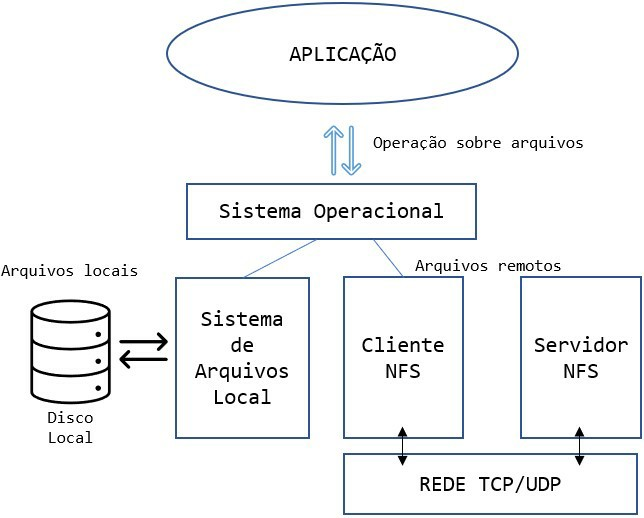 APLICAÇÃO
Operação sobre arquivos
Sistema Operacional
Arquivos locais
Arquivos remotos
Sistema
de
Arquivos
Local
Cliente
NFS
Servidor
NFS
Disco
Local
REDE TCP/UDP